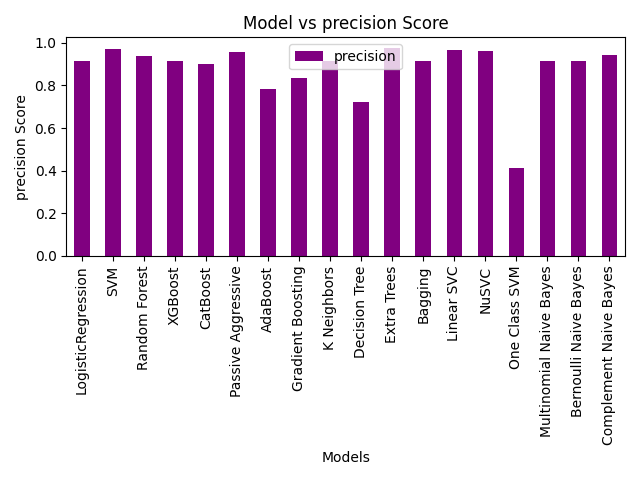 Model vs precision Score
precision
precision Score
1.0
0.8
0.6
0.4
0.2
0.0
LogisticRegression
SVM
Random Forest
XGBoost
CatBoost
Passive Aggressive
AdaBoost
Gradient Boosting
K Neighbors
Decision Tree
Extra Trees
Bagging
Linear SVC
NuSVC
One Class SVM
Multinomial Naive Bayes
Bernoulli Naive Bayes
Complement Naive Bayes
Models